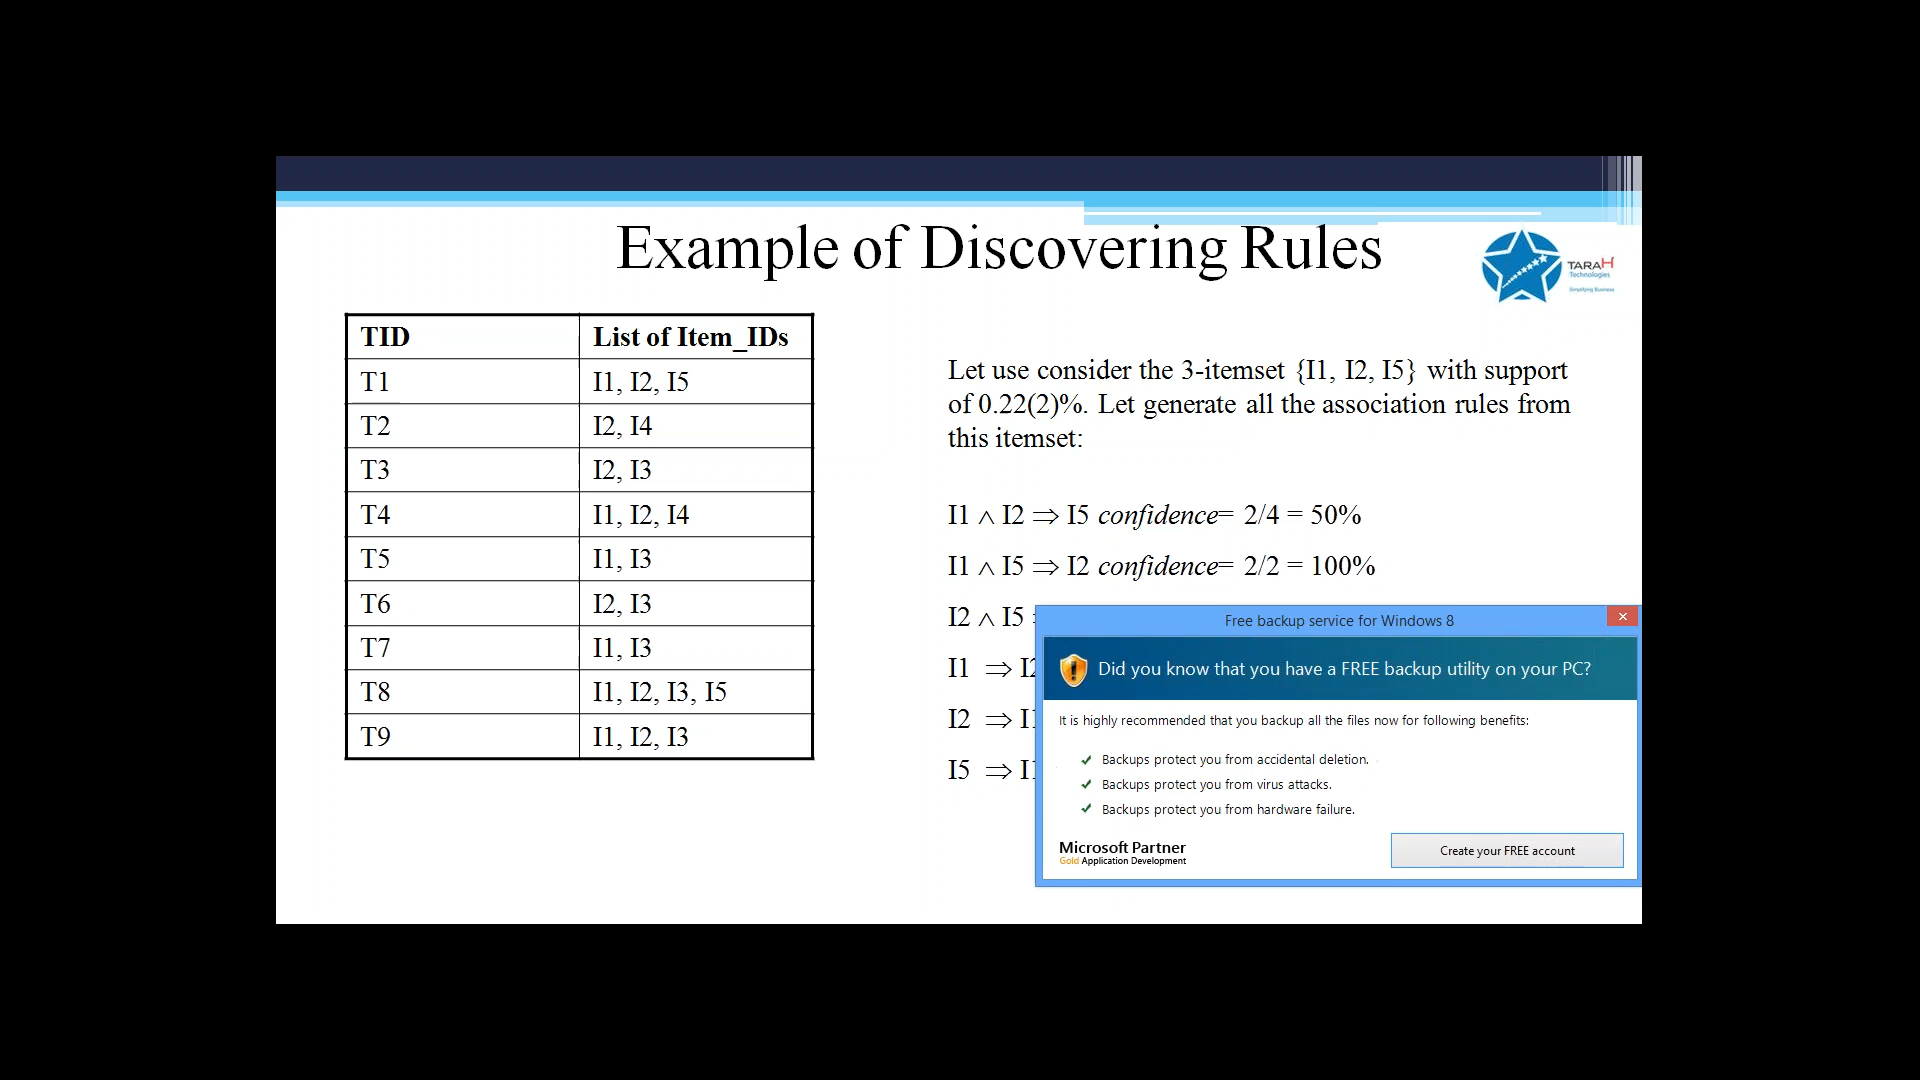 Example of Discovering Rules
TARAH
Technologies
Simplifying Business
TID List of Item_IDs
T1 I1, I2, I5
T2 I2, I4
T3 I2, I3
T4 I1, I2, I4
T5 I1, I3
T6 I2, I3
T7 I1, I3
T8 I1, I2, I3, I5
T9 I1, I2, I3
Let use consider the 3-itemset {I1, I2, I5} with support
of 0.22(2)%. Let generate all the association rules from
this itemset:
I1 ∧ I2 ⇒ I5 confidence= 2/4 = 50%
I1 ∧ I5 ⇒ I2 confidence= 2/2 = 100%
I2 ∧ I5
I1 ⇒ I2
I2 ⇒ I1
I5 ⇒ I1
Free backup service for Windows 8
Did you know that you have a FREE backup utility on your PC?
It is highly recommended that you backup all the files now for following benefits:
✓ Backups protect you from accidental deletion.
✓ Backups protect you from virus attacks.
✓ Backups protect you from hardware failure.
Microsoft Partner
Gold Application Development
Create your FREE account